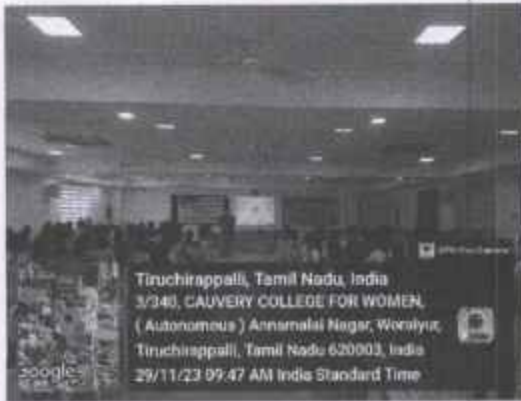 Tiruchirappalli, Tamil Nadu, India
3/340, CAUVERY COLLEGE FOR WOMEN,
( Autonomous ) Annamalai Nagar, Woraiyur,
Tiruchirappalli, Tamil Nadu 620003, India
29/11/23 09:47 AM India Standard Time
Google